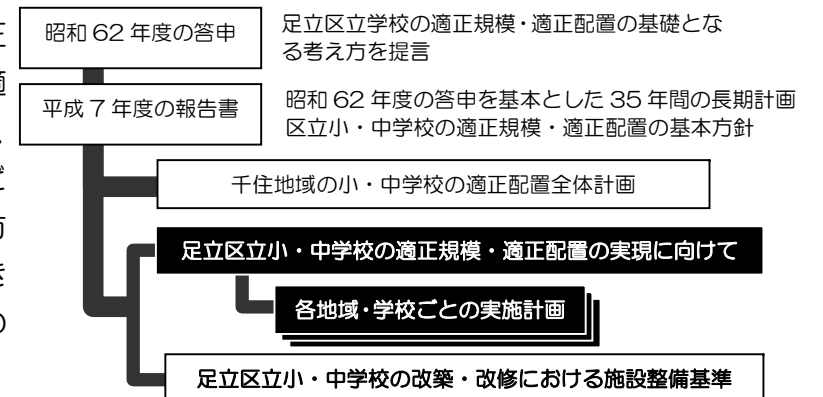 昭和 62 年度の答申
足立区立学校の適正規模・適正配置の基礎とな
る考え方を提言
平成 7 年度の報告書
昭和 62 年度の答申を基本とした 35 年間の長期計画
区立小・中学校の適正規模・適正配置の基本方針
千住地域の小・中学校の適正配置全体計画
足立区立小・中学校の適正規模・適正配置の実現に向けて
各地域・学校ごとの実施計画
足立区立小・中学校の改築・改修における施設整備基準